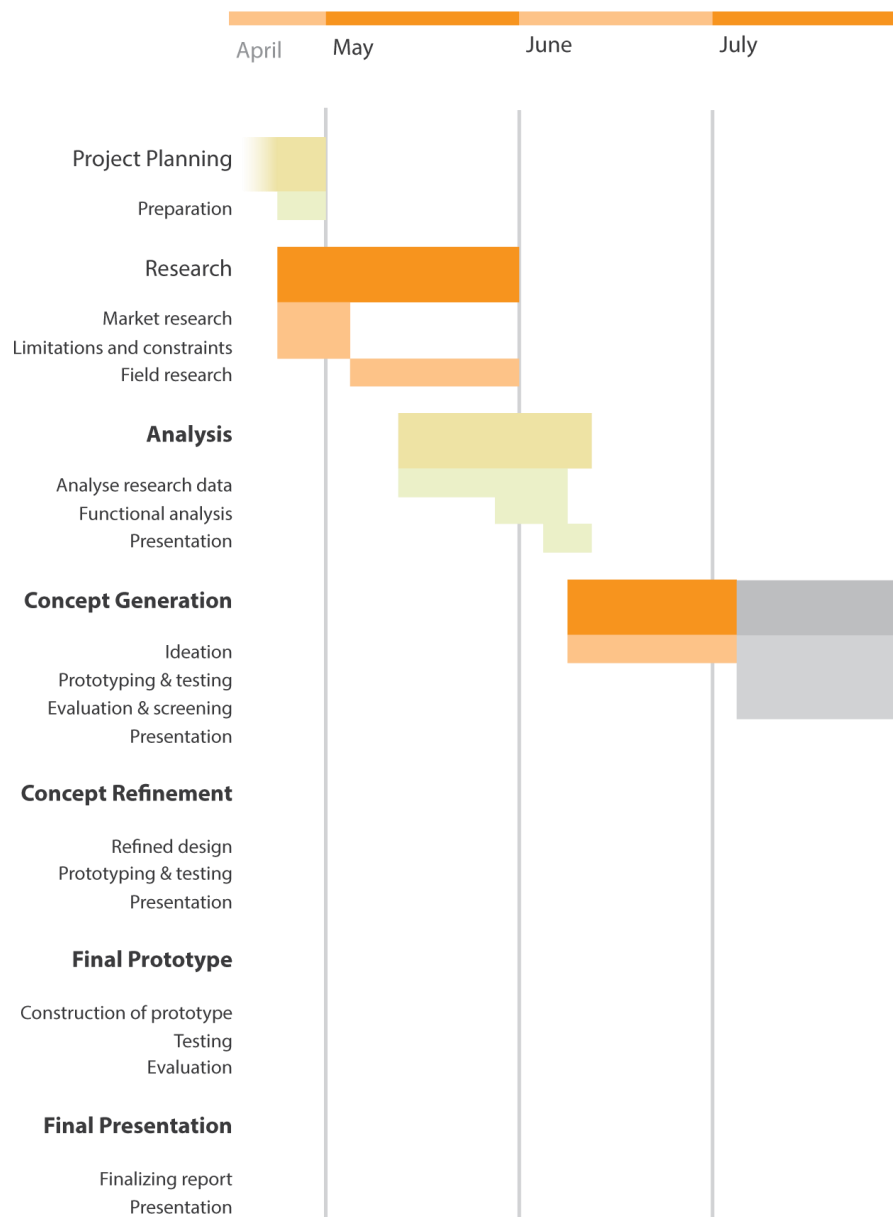 April May June July
Project Planning
Preparation
Research
Market research
Limitations and constraints
Field research
Analysis
Analyse research data
Functional analysis
Presentation
Concept Generation
Ideation
Prototyping & testing
Evaluation & screening
Presentation
Concept Refinement
Refined design
Prototyping & testing
Presentation
Final Prototype
Construction of prototype
Testing
Evaluation
Final Presentation
Finalizing report
Presentation